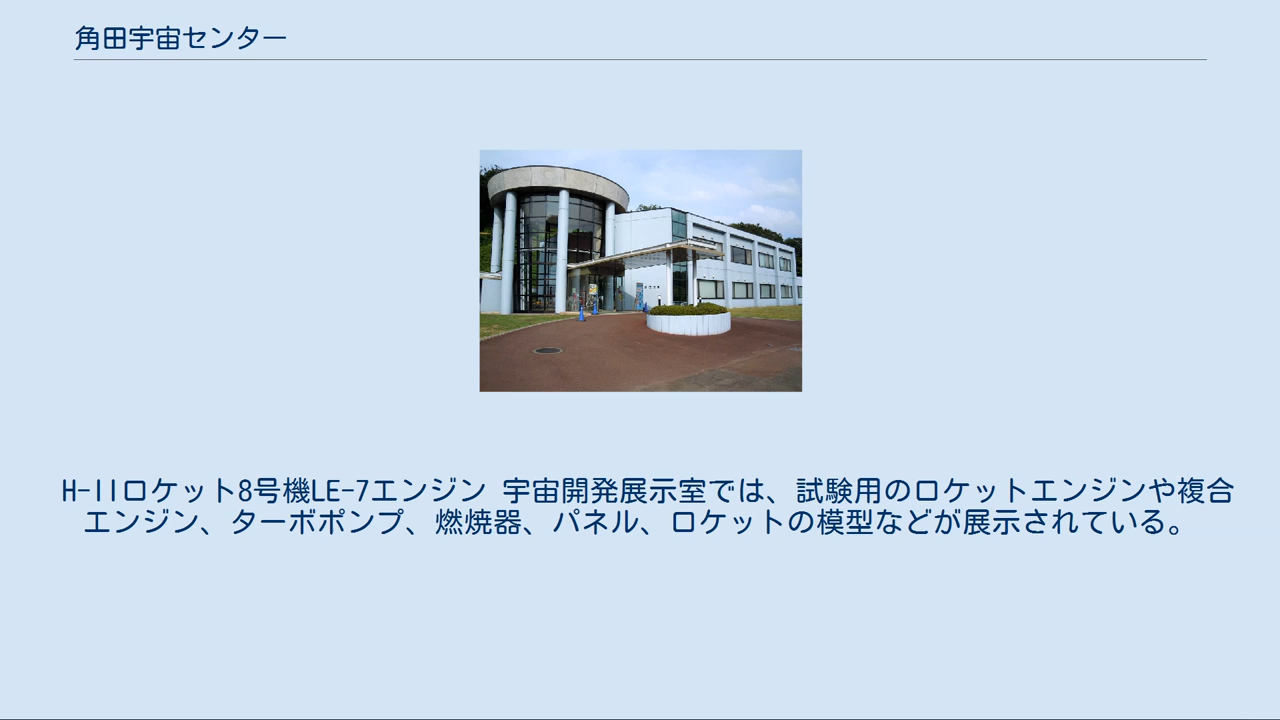 角田宇宙センター
H-IIロケット8号機LE-7エンジン 宇宙開発展示室では、試験用のロケットエンジンや複合
エンジン、ターボポンプ、燃焼器、パネル、ロケットの模型などが展示されている。